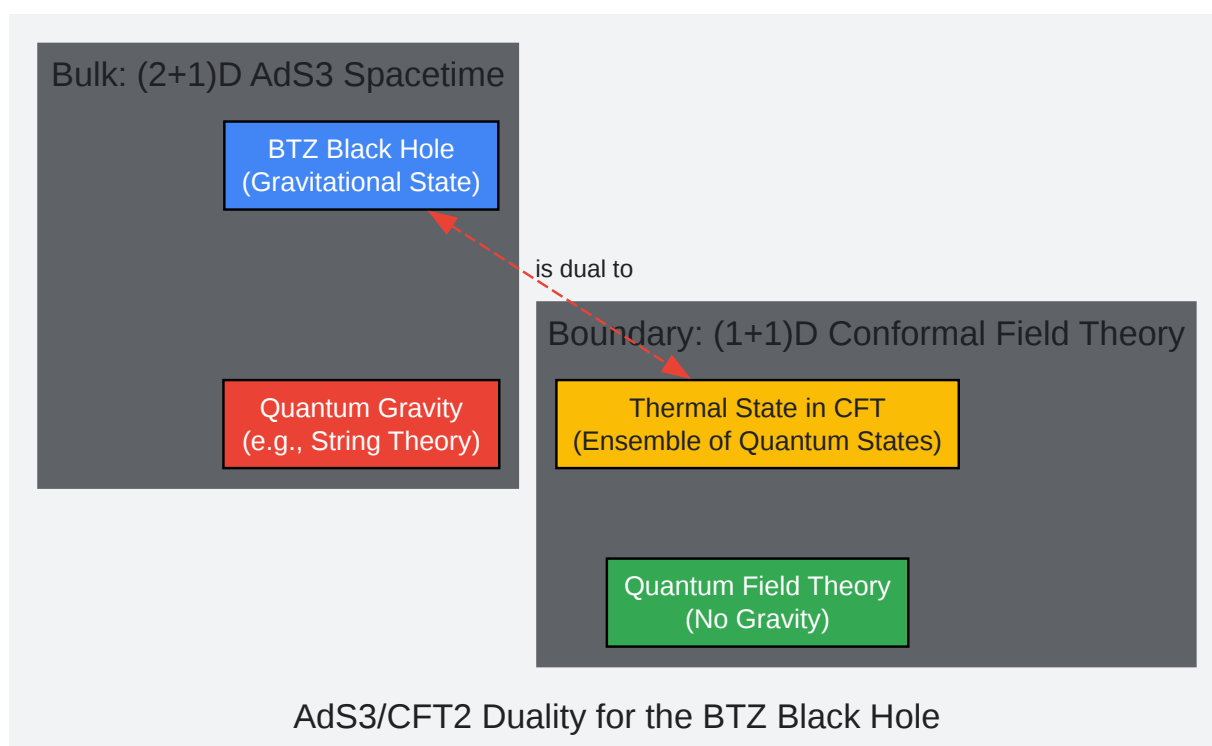 Bulk: (2+1)D AdS3 Spacetime
BTZ Black Hole
(Gravitational State)
is dual to
Boundary: (1+1)D Conformal Field Theory
Quantum Gravity
(e.g., String Theory)
Thermal State in CFT
(Ensemble of Quantum States)
Quantum Field Theory
(No Gravity)
AdS3/CFT2 Duality for the BTZ Black Hole